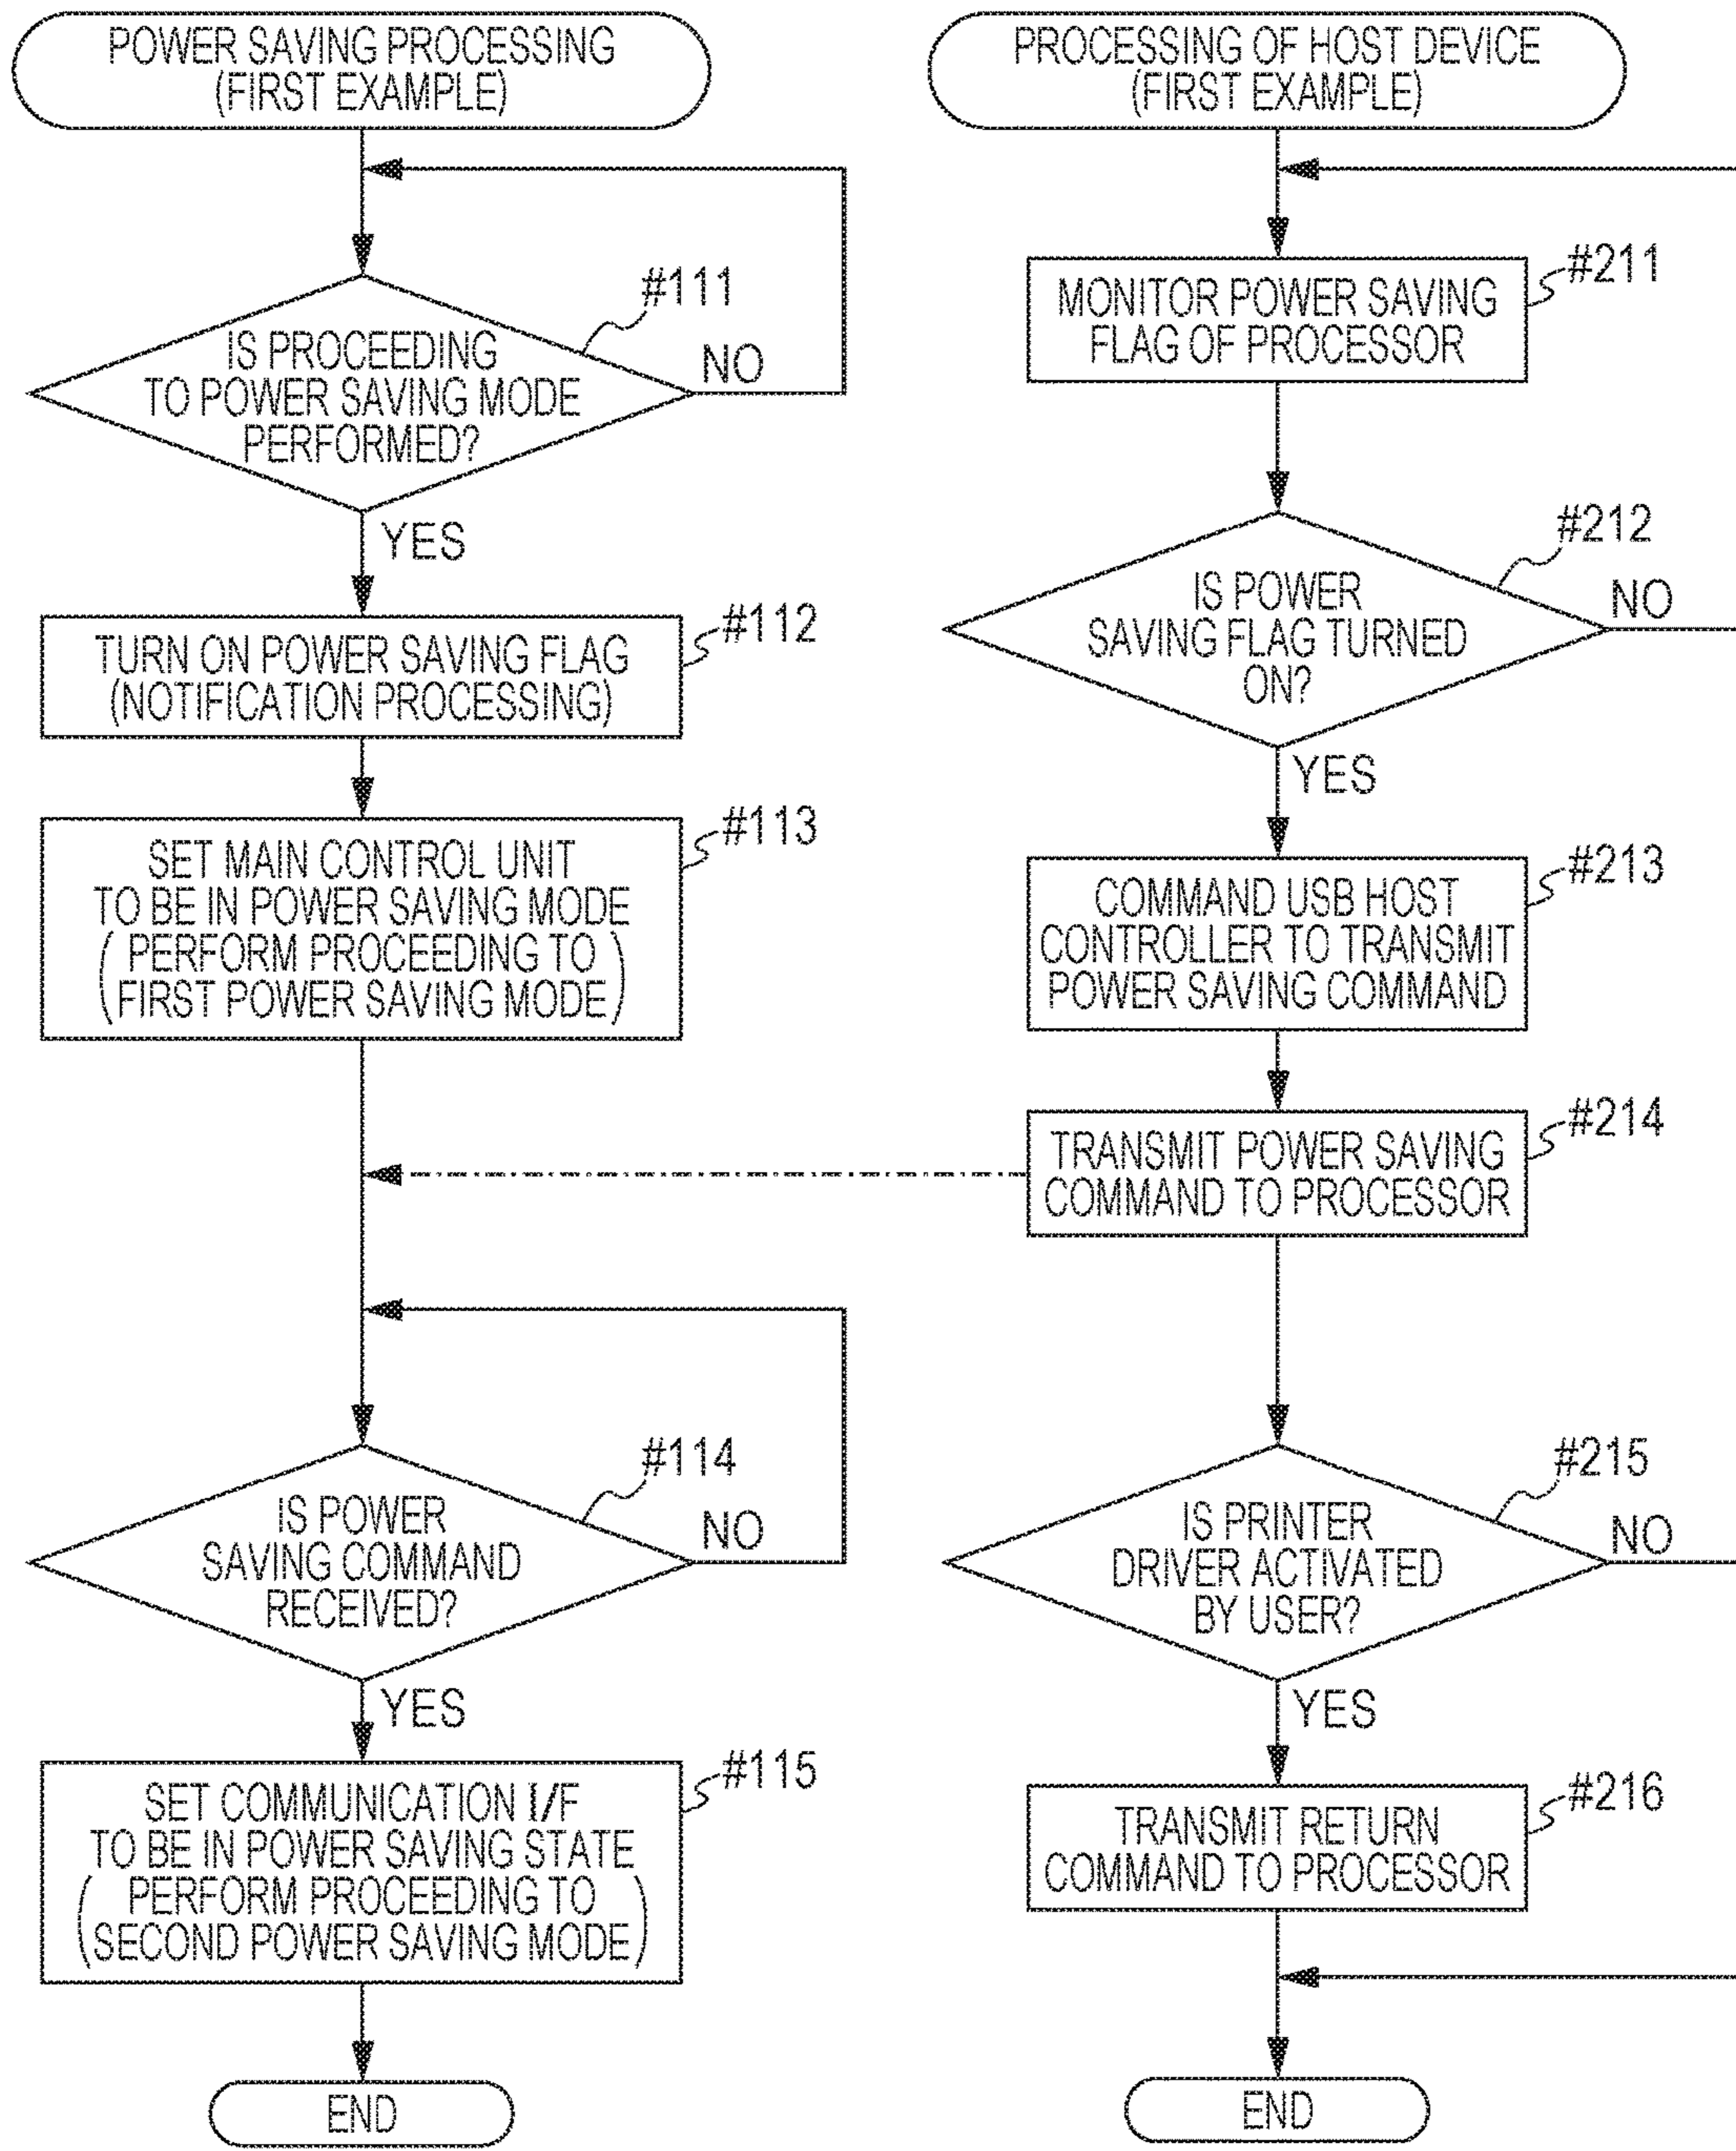 POWER SAVING PROCESSING
(FIRST EXAMPLE)
#111
IS PROCEEDING
TO POWER SAVING MODE
PERFORMED?
NO
YES
#112
TURN ON POWER SAVING FLAG
(NOTIFICATION PROCESSING)
#113
SET MAIN CONTROL UNIT
TO BE IN POWER SAVING MODE
(PERFORM PROCEEDING TO
FIRST POWER SAVING MODE)
#114
IS POWER
SAVING COMMAND
RECEIVED?
NO
YES
#115
SET COMMUNICATION I/F
TO BE IN POWER SAVING STATE
(PERFORM PROCEEDING TO
SECOND POWER SAVING MODE)
END
PROCESSING OF HOST DEVICE
(FIRST EXAMPLE)
#211
MONITOR POWER SAVING
FLAG OF PROCESSOR
#212
IS POWER
SAVING FLAG TURNED
ON?
NO
YES
#213
COMMAND USB HOST
CONTROLLER TO TRANSMIT
POWER SAVING COMMAND
#214
TRANSMIT POWER SAVING
COMMAND TO PROCESSOR
#215
IS PRINTER
DRIVER ACTIVATED
BY USER?
NO
YES
#216
TRANSMIT RETURN
COMMAND TO PROCESSOR
END